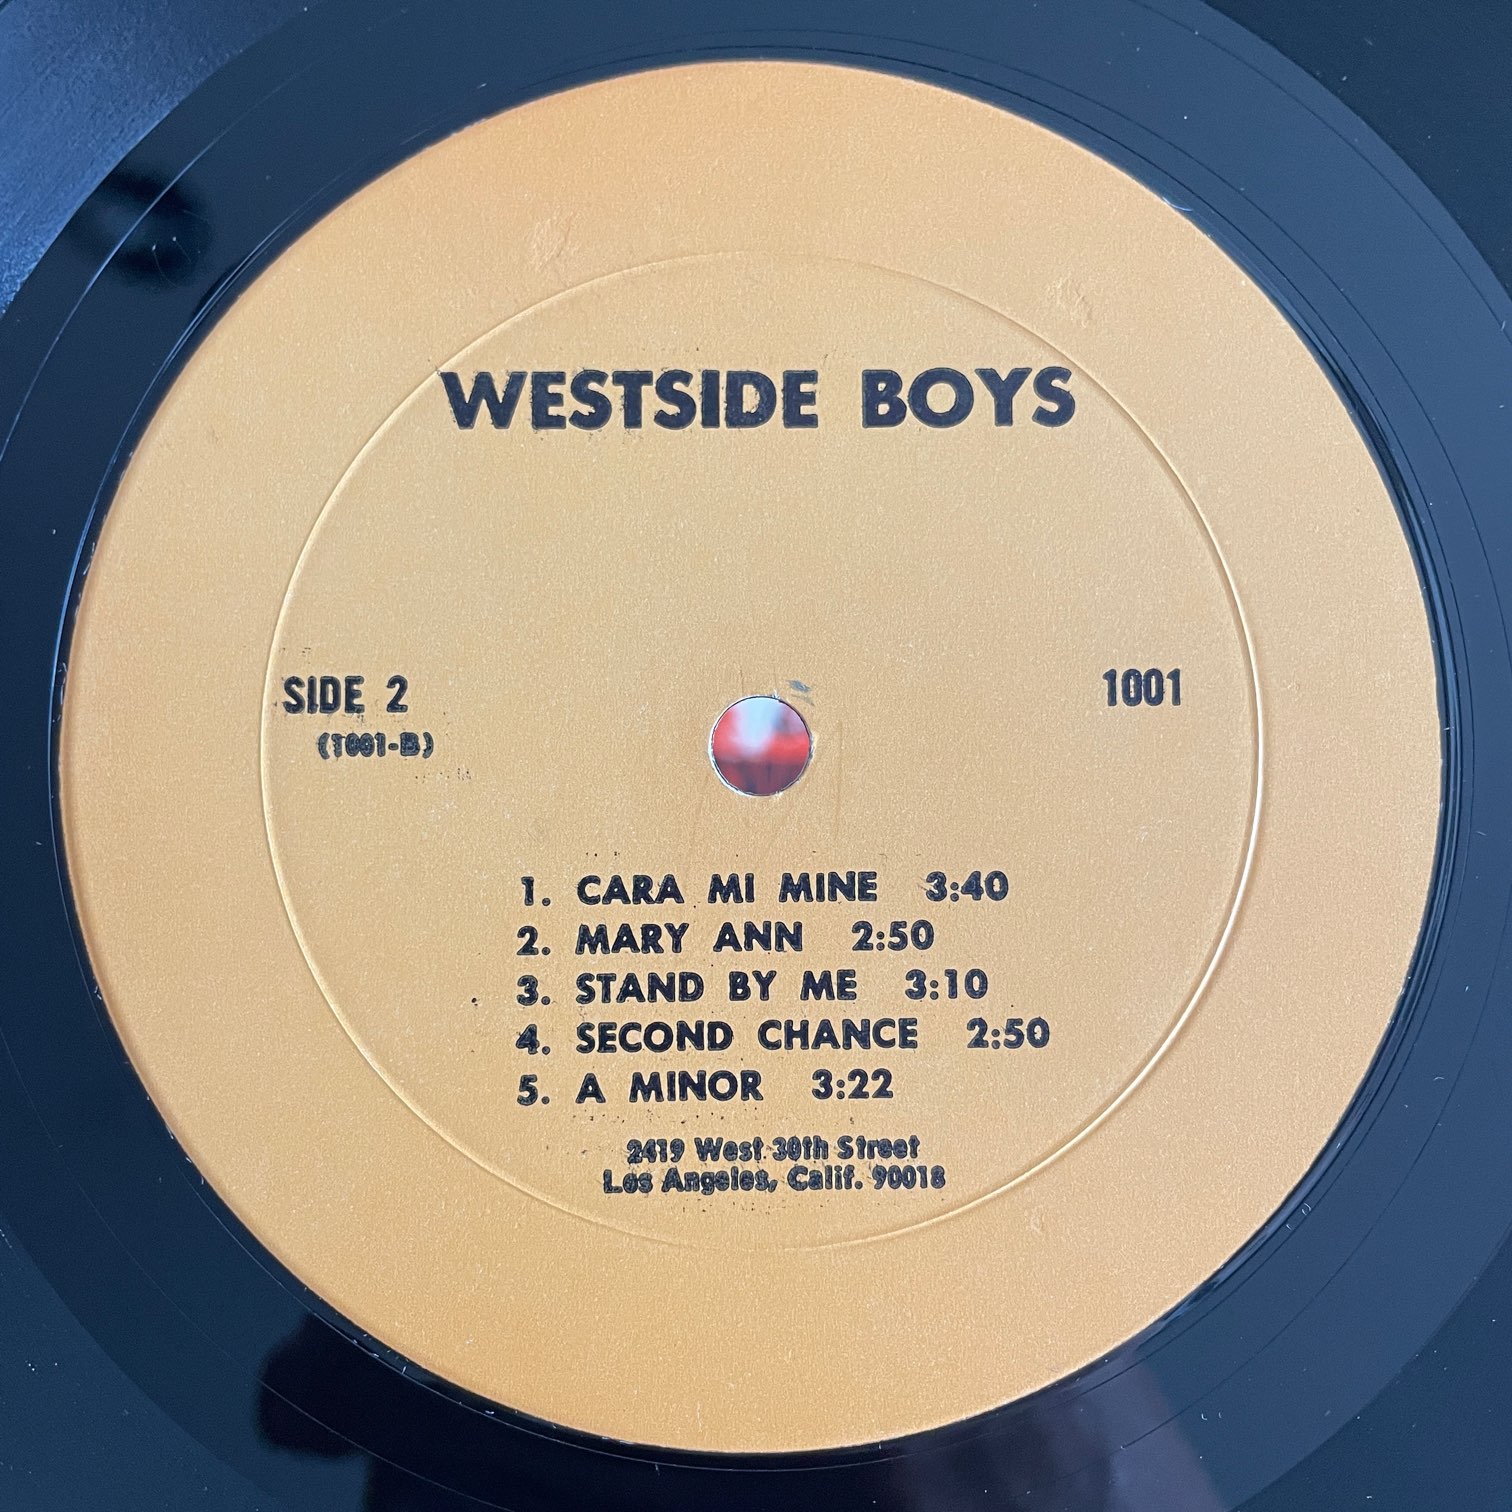 WESTSIDE BOYS
SIDE 2
1001
(1001-B)
1. CARA MI MINE 3:40
2. MARY ANN 2:50
3. STAND BY ME 3:10
4. SECOND CHANCE 2:50
5. A MINOR 3:22
2419 West 30th Street
Los Angeles, Calif. 90018